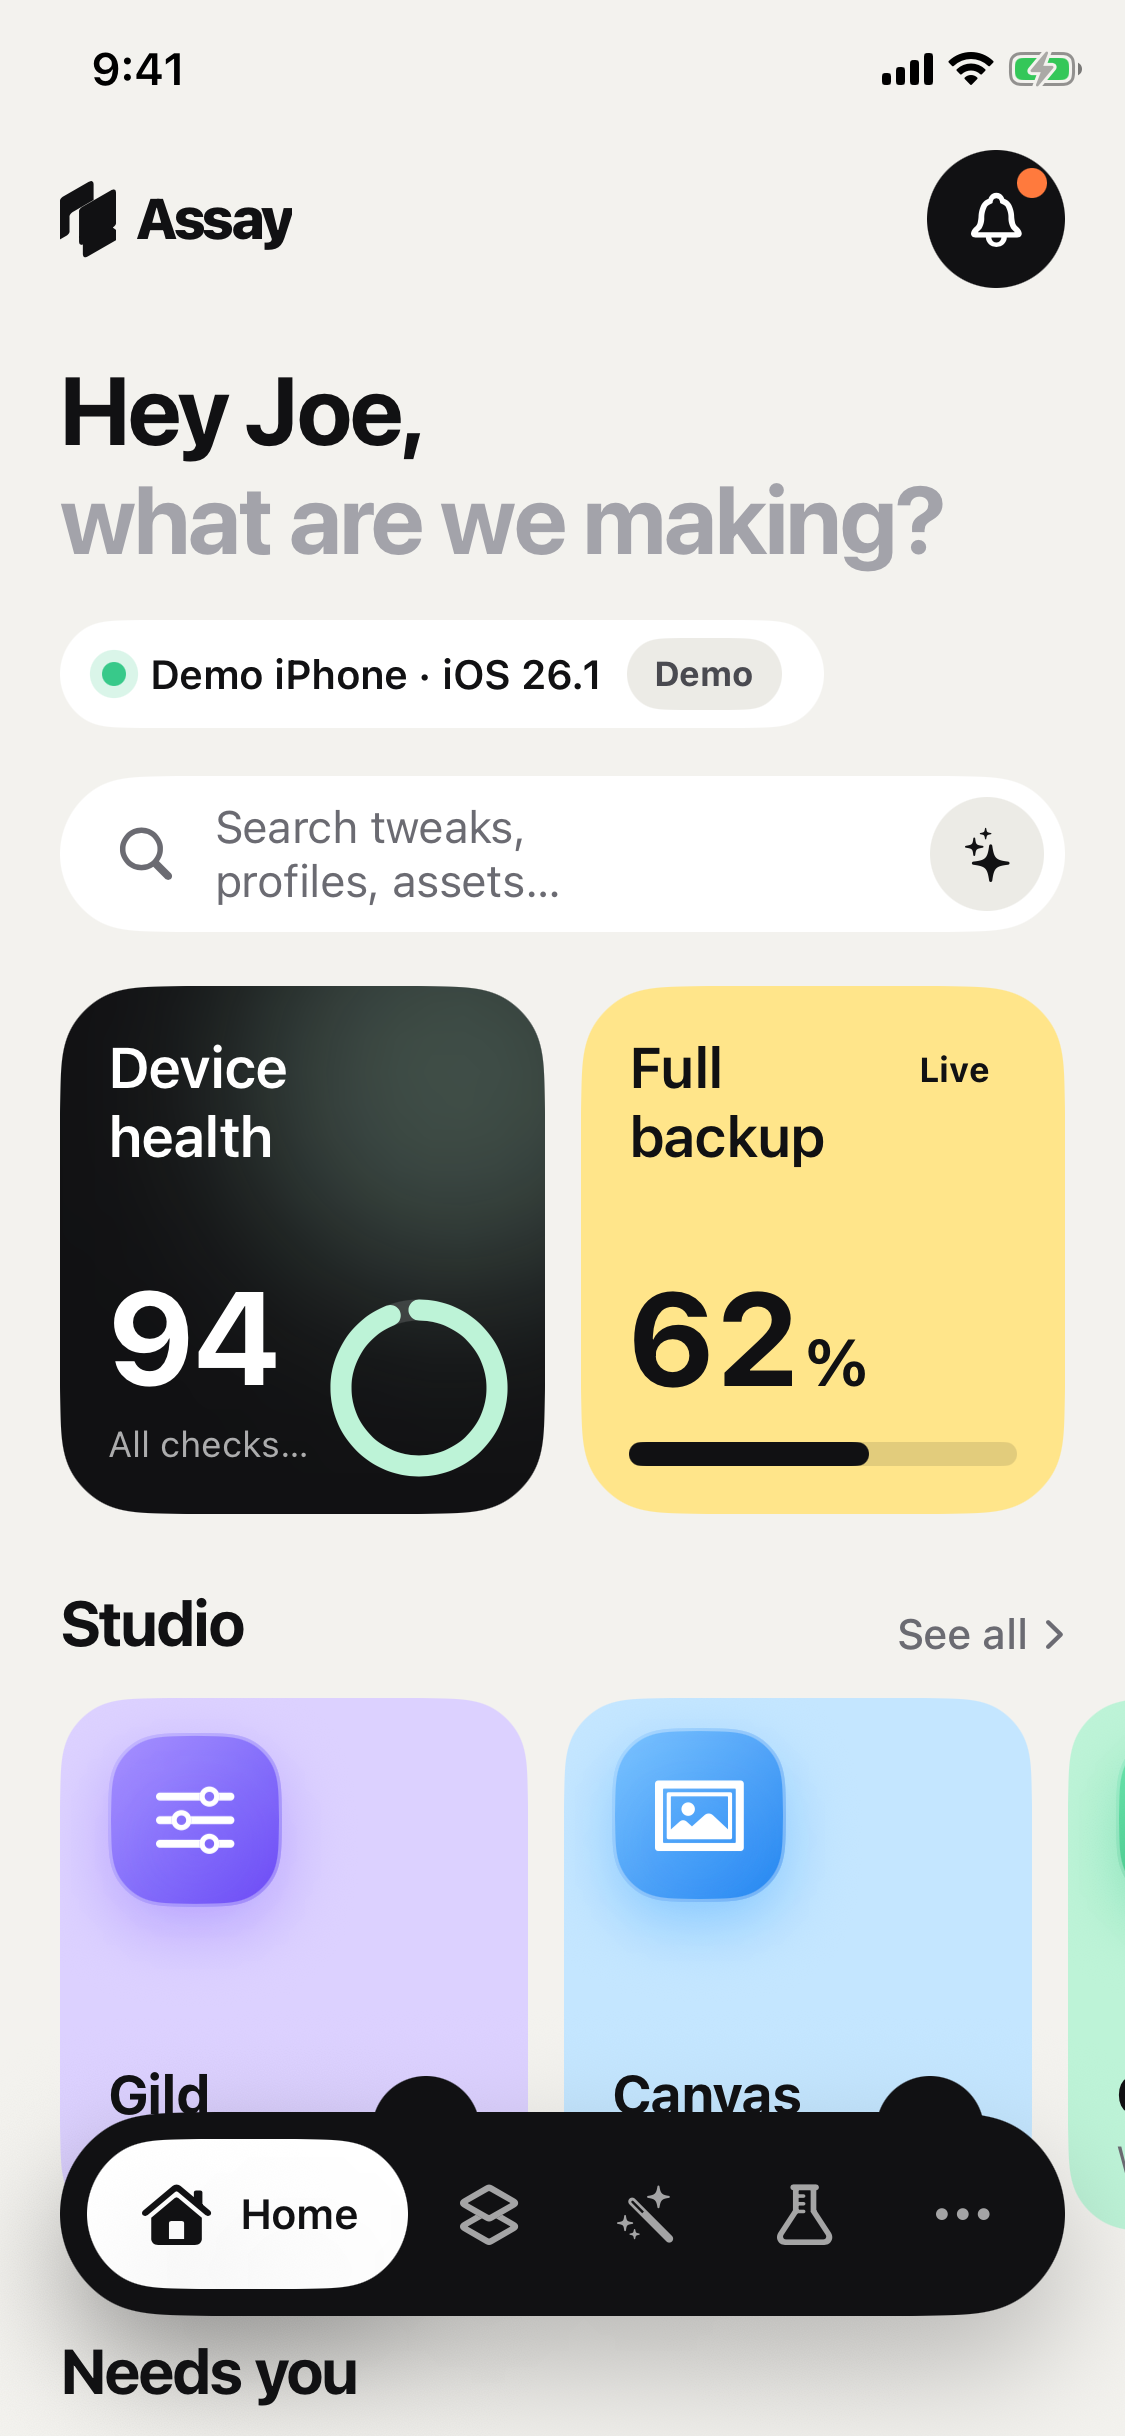 9:41
Assay
Hey Joe,
what are we making?
Demo iPhone · iOS 26.1 Demo
Search tweaks,
profiles, assets...
Device
health
94
All checks...
Full
backup
Live
62%
Studio
See all
Gild
Canvas
Home
Needs you